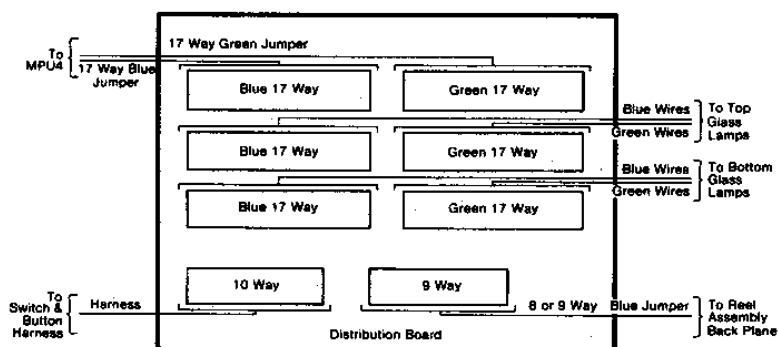 17 Way Green Jumper
To
MPU4
17 Way Blue
Jumper
Blue 17 Way
Green 17 Way
Blue Wires
Green Wires
To Top
Glass
Lamps
Blue 17 Way
Green 17 Way
Blue Wires
Green Wires
To Bottom
Glass
Lamps
Blue 17 Way
Green 17 Way
10 Way
9 Way
To
Switch &
Button
Harness
Harness
8 or 9 Way Blue Jumper
To Reel
Assembly
Back Plane
Distribution Board